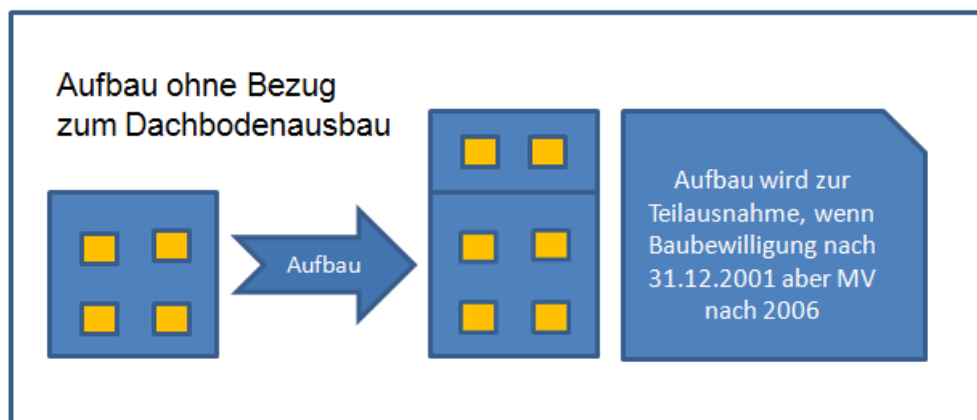 Aufbau ohne Bezug
zum Dachbodenausbau
Aufbau
Aufbau wird zur
Teilausnahme, wenn
Baubewilligung nach
31.12.2001 aber MV
nach 2006